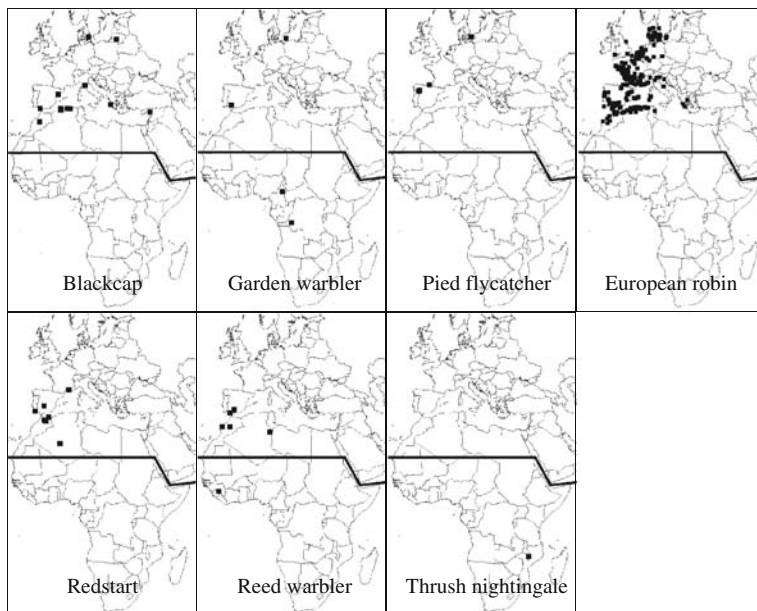 Blackcap
Garden warbler
Pied flycatcher
European robin
Redstart
Reed warbler
Thrush nightingale